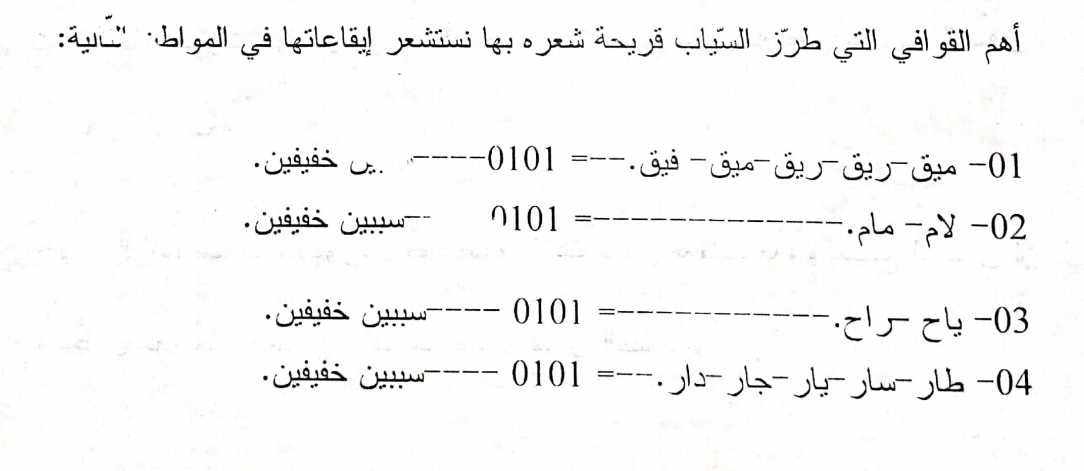 أهم القوافي التي طرّز السّياب قريحة شعره بها نستشعر إيقاعاتها في
01- ميق-ريق-ريق-ميق- فيق.--= 0101---- خفيفين.
02- لام- مام.-------------= 0101 --سببين خفيفين.
03- ياح -راح.------------= 0101 ----سببين خفيفين.
04- طار-سار-يار-جار-دار.---= 0101 ----سببين خفيفين.